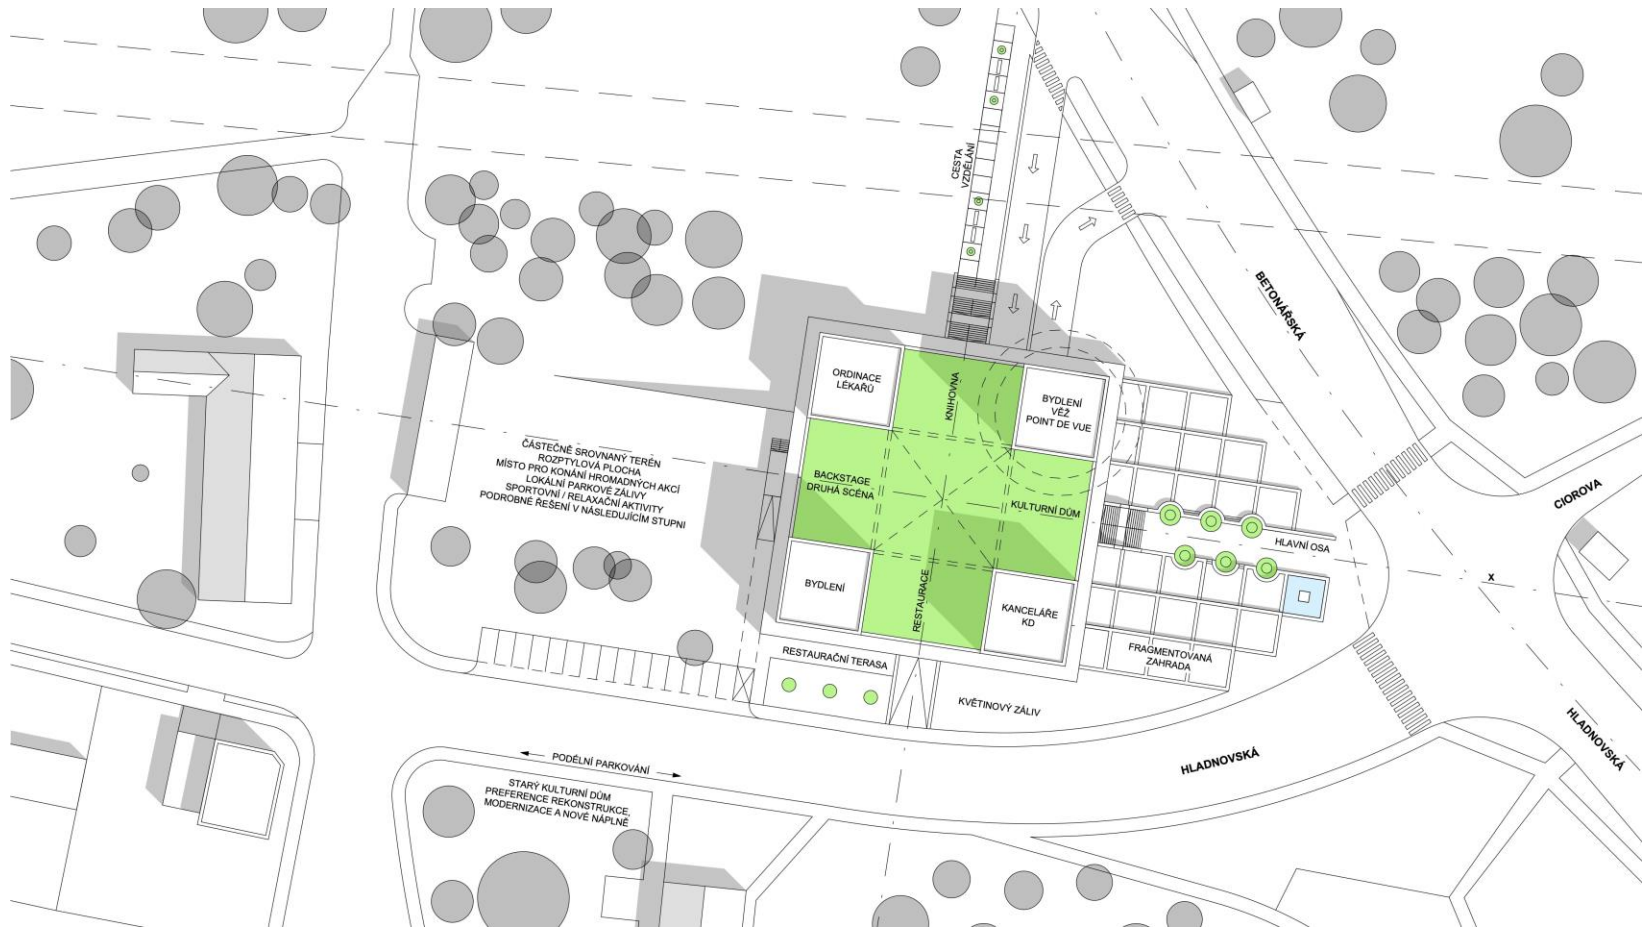 CESTA
VZDĚLÁNÍ
BETONÁŘSKÁ
ORDINACE
LÉKAŘŮ
KNIHOVNA
BYDLENÍ
VĚŽ
POINT DE VUE
ČÁSTEČNĚ SROVNANÝ TERÉN
ROZPTYLOVÁ PLOCHA
MÍSTO PRO KONÁNÍ HROMADNÝCH AKCÍ
LOKÁLNÍ PARKOVÉ ZÁLIVY
SPORTOVNÍ / RELAXAČNÍ AKTIVITY
PODROBNÉ ŘEŠENÍ V NÁSLEDUJÍCÍM STUPNI
BACKSTAGE
DRUHÁ SCÉNA
KULTURNÍ DŮM
CIOROVA
HLAVNÍ OSA
X
BYDLENÍ
RESTAURACE
KANCELÁŘE
KD
FRAGMENTOVANÁ
ZAHRADA
RESTAURAČNÍ TERASA
KVĚTINOVÝ ZÁLIV
HLADNOVSKÁ
HLADNOVSKÁ
PODÉLNÍ PARKOVÁNÍ
STARÝ KULTURNÍ DŮM
PREFERENCE REKONSTRUKCE,
MODERNIZACE A NOVÉ NÁPLNĚ